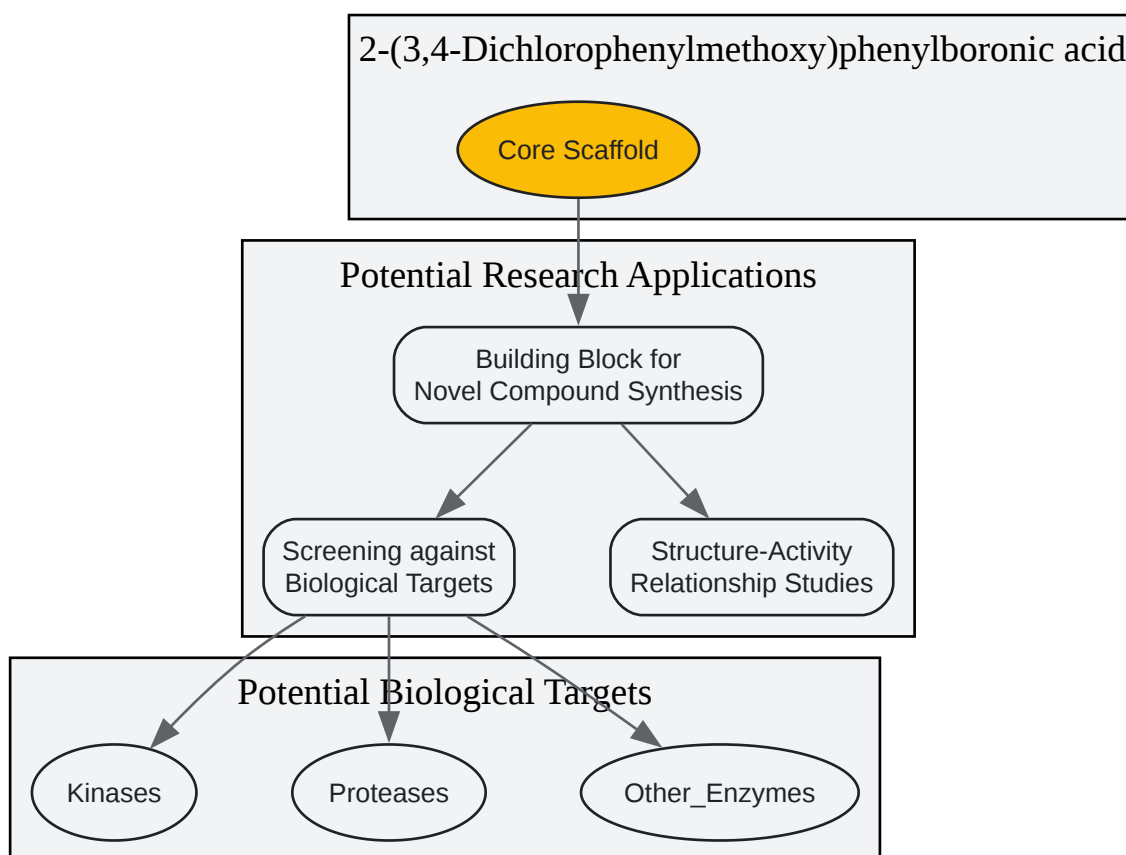 2-(3,4-Dichlorophenylmethoxy)phenylboronic acid
Core Scaffold
Potential Research Applications
Building Block for
Novel Compound Synthesis
Screening against
Biological Targets
Structure-Activity
Relationship Studies
Potential Biological Targets
Kinases
Proteases
Other_Enzymes